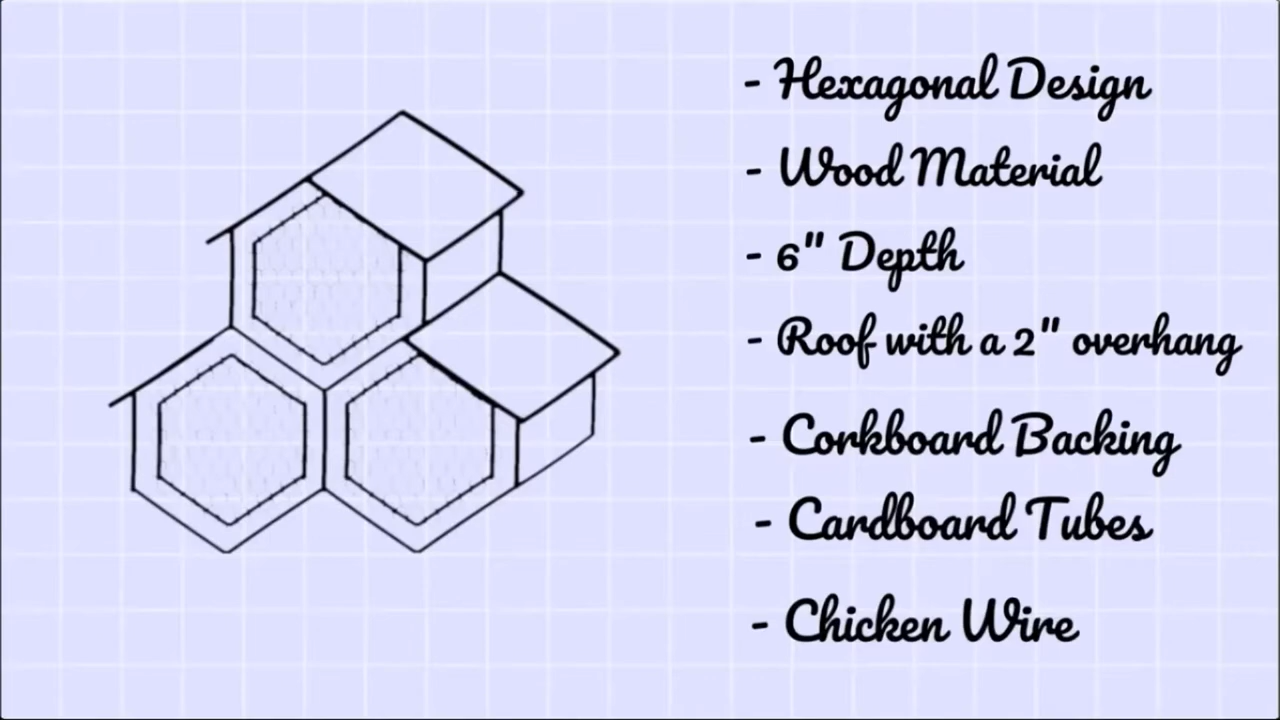 - Hexagonal Design
- Wood Material
- 6" Depth
- Roof with a 2" overhang
- Corkboard Backing
- Cardboard Tubes
- Chicken Wire